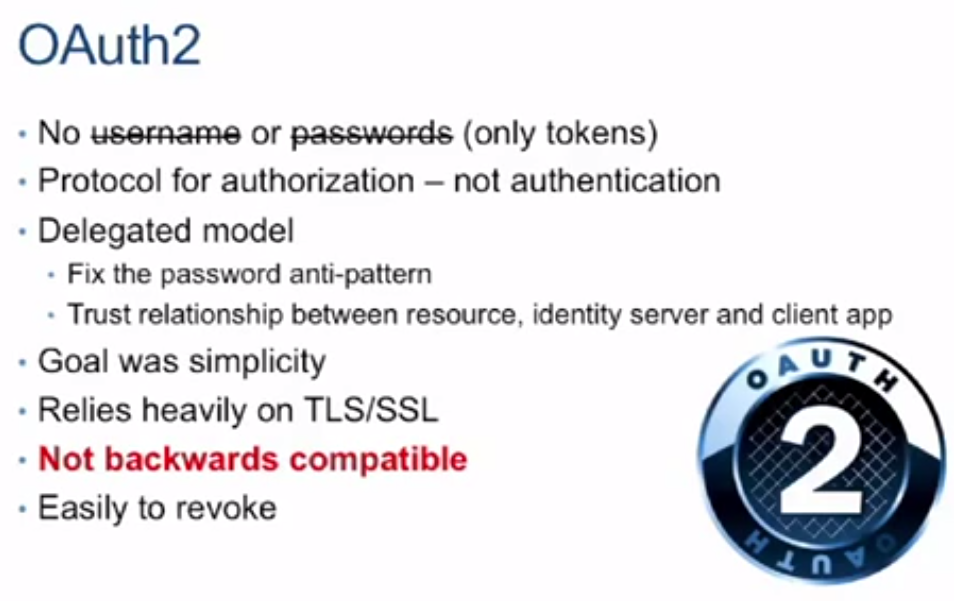 OAuth2
• No username or passwords (only tokens)
• Protocol for authorization – not authentication
• Delegated model
• Fix the password anti-pattern
• Trust relationship between resource, identity server and client app
• Goal was simplicity
• Relies heavily on TLS/SSL
• Not backwards compatible
• Easily to revoke
OAUTH
2
OAUTH